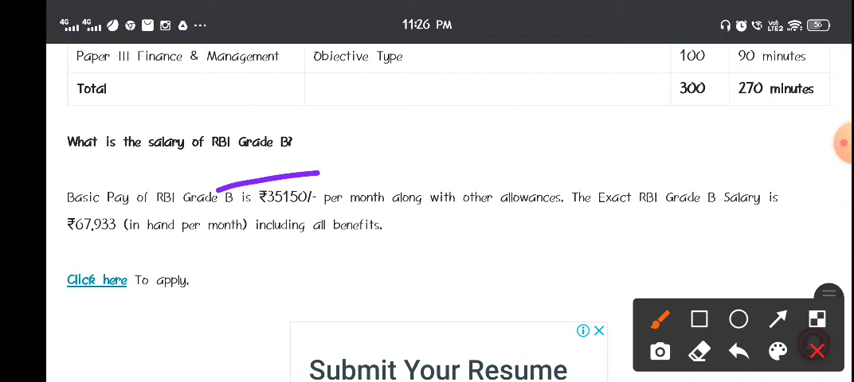 4G 4G 11:26 PM Vo) LTE2 56
Paper III Finance & Management Objective Type 100 90 minutes
Total 300 270 minutes
What is the salary of RBI Grade B?
Basic Pay of RBI Grade B is ₹35150/- per month along with other allowances. The Exact RBI Grade B Salary is
₹67,933 (in hand per month) including all benefits.
Click here To apply.
Submit Your Resume